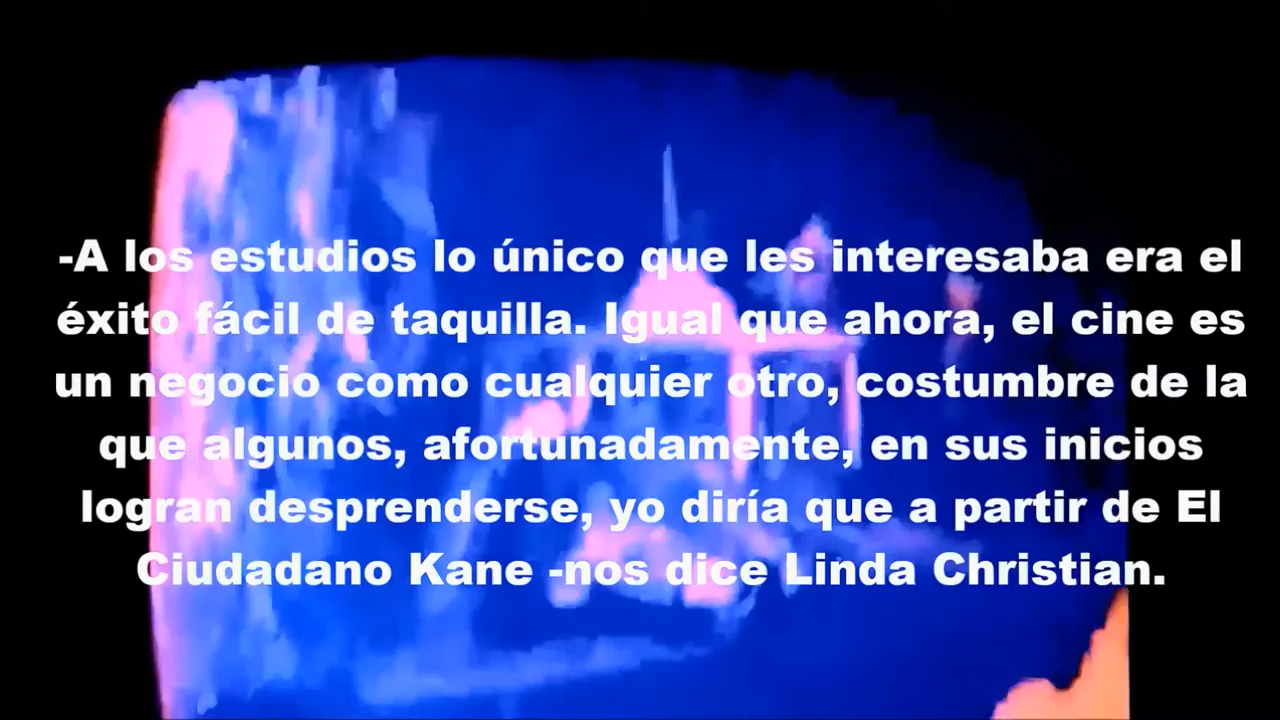 -A los estudios lo único que les interesaba era el
éxito fácil de taquilla. Igual que ahora, el cine es
un negocio como cualquier otro, costumbre de la
que algunos, afortunadamente, en sus inicios
logran desprenderse, yo diría que a partir de El
Ciudadano Kane -nos dice Linda Christian.